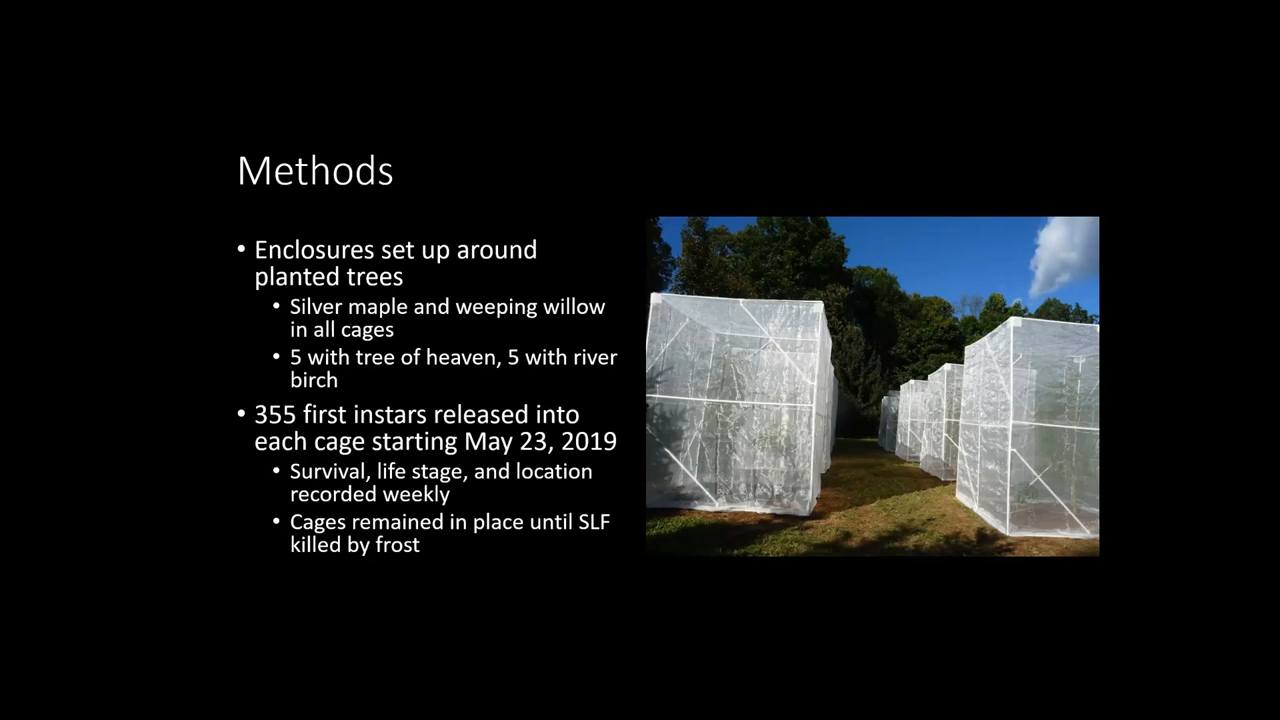 Methods
• Enclosures set up around
planted trees
• Silver maple and weeping willow
in all cages
• 5 with tree of heaven, 5 with river
birch
• 355 first instars released into
each cage starting May 23, 2019
• Survival, life stage, and location
recorded weekly
• Cages remained in place until SLF
killed by frost